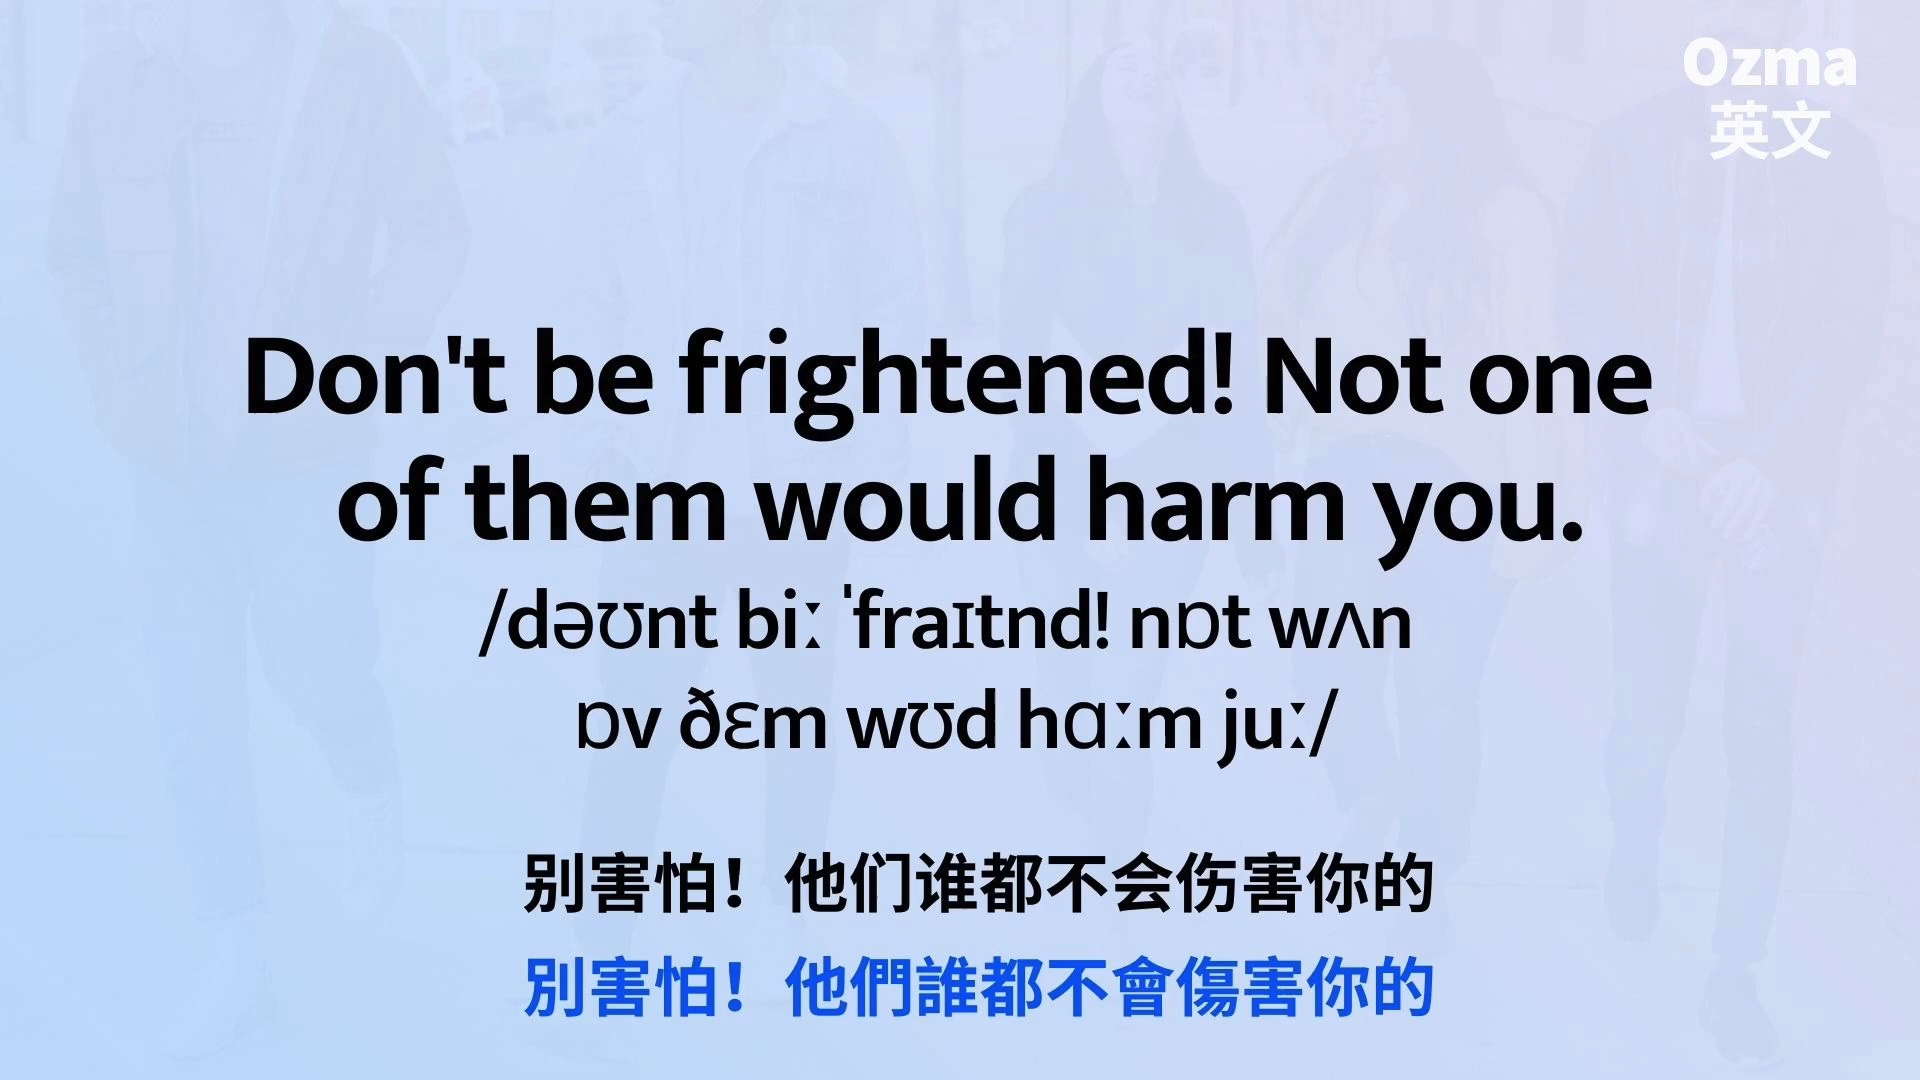 Ozma
英文
Don't be frightened! Not one
of them would harm you.
/dəʊnt biː ˈfraɪtnd! nɒt wʌn
ɒv ðɛm wʊd hɑːm juː/
别害怕！他们谁都不会伤害你的
別害怕！他們誰都不會傷害你的